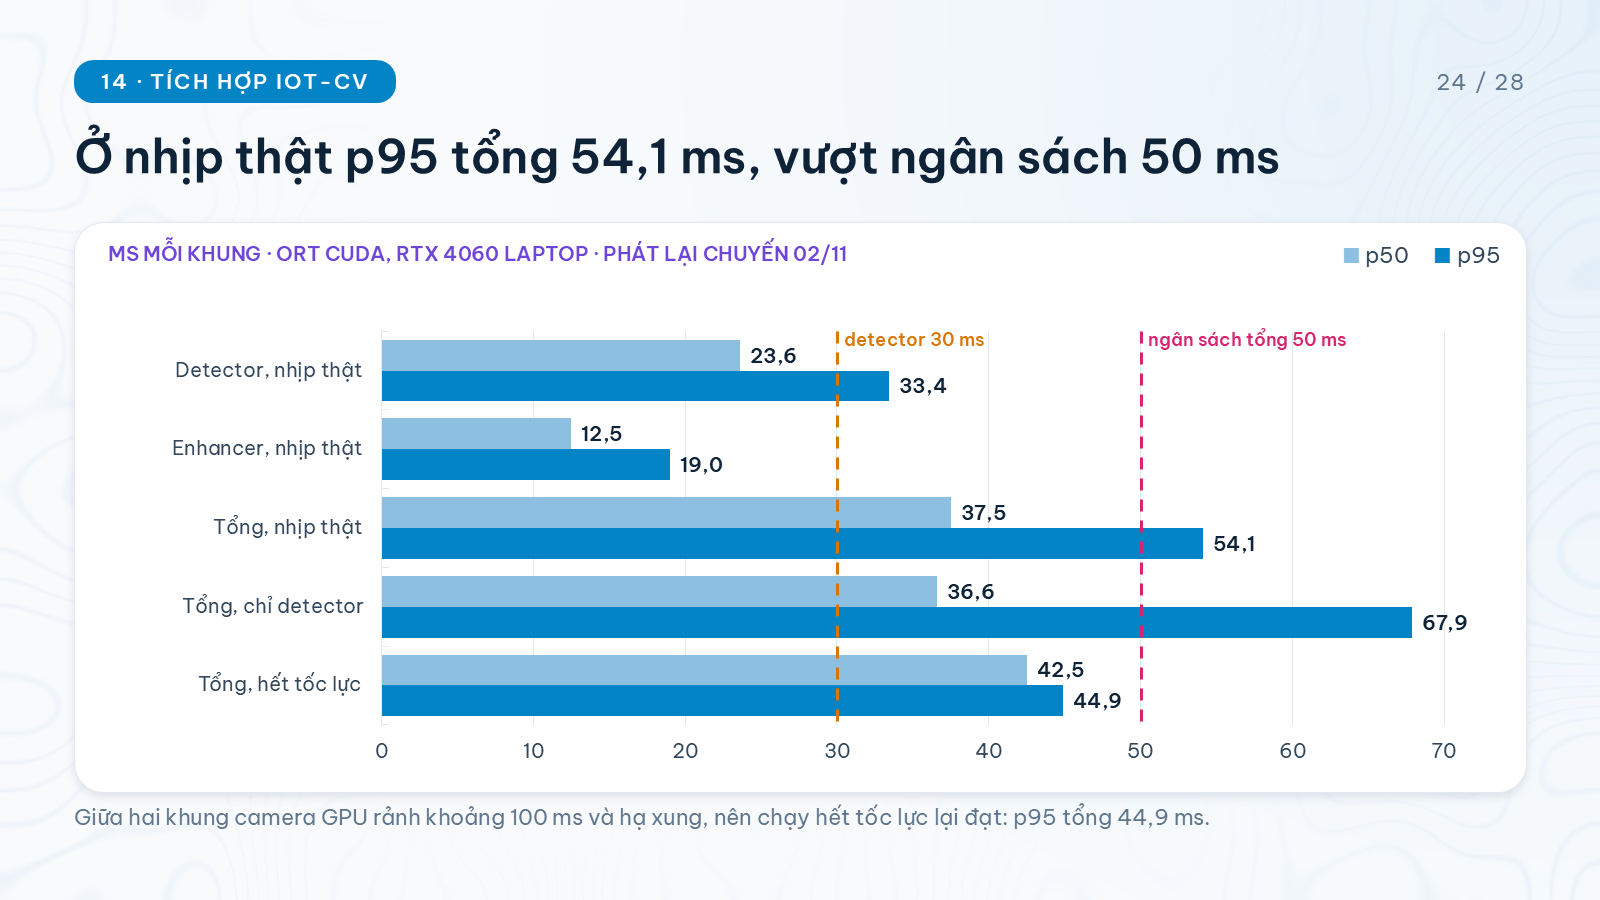 14 · TÍCH HỢP IOT-CV
24 / 28
Ở nhịp thật p95 tổng 54,1 ms, vượt ngân sách 50 ms
MS MỖI KHUNG · ORT CUDA, RTX 4060 LAPTOP · PHÁT LẠI CHUYẾN 02/11
p50 p95
detector 30 ms
ngân sách tổng 50 ms
Detector, nhịp thật
23,6
33,4
Enhancer, nhịp thật
12,5
19,0
Tổng, nhịp thật
37,5
54,1
Tổng, chỉ detector
36,6
67,9
Tổng, hết tốc lực
42,5
44,9
0 10 20 30 40 50 60 70
Giữa hai khung camera GPU rảnh khoảng 100 ms và hạ xung, nên chạy hết tốc lực lại đạt: p95 tổng 44,9 ms.